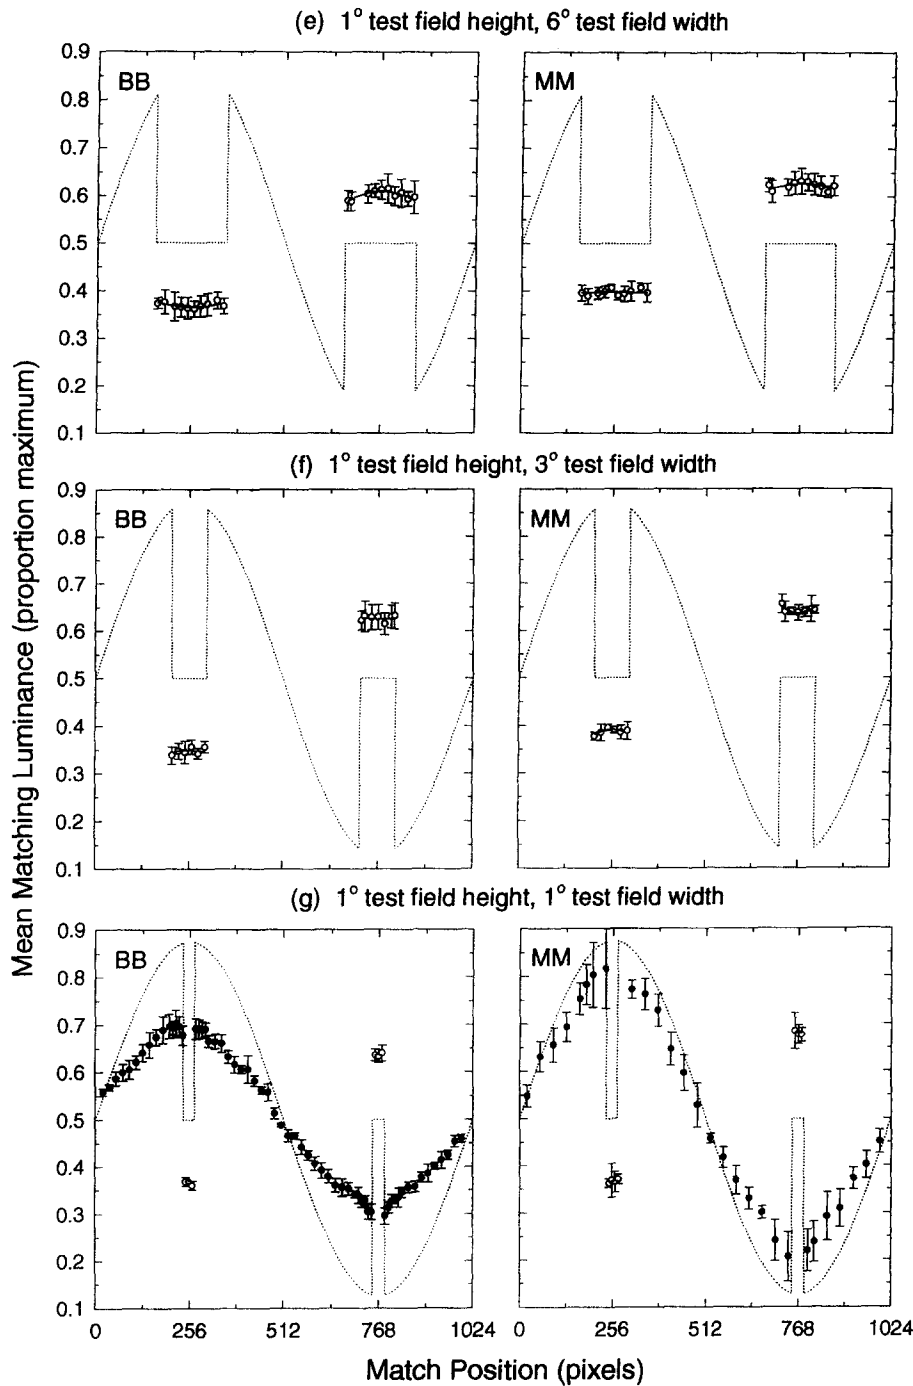 (e) 1° test field height, 6° test field width
BB
MM
0.9
0.8
0.7
0.6
0.5
0.4
0.3
0.2
0.1
(f) 1° test field height, 3° test field width
BB
MM
0.9
0.8
0.7
0.6
0.5
0.4
0.3
0.2
0.1
(g) 1° test field height, 1° test field width
BB
MM
0.9
0.8
0.7
0.6
0.5
0.4
0.3
0.2
0.1
0 256 512 768 1024
0 256 512 768 1024
Mean Matching Luminance (proportion maximum)
Match Position (pixels)